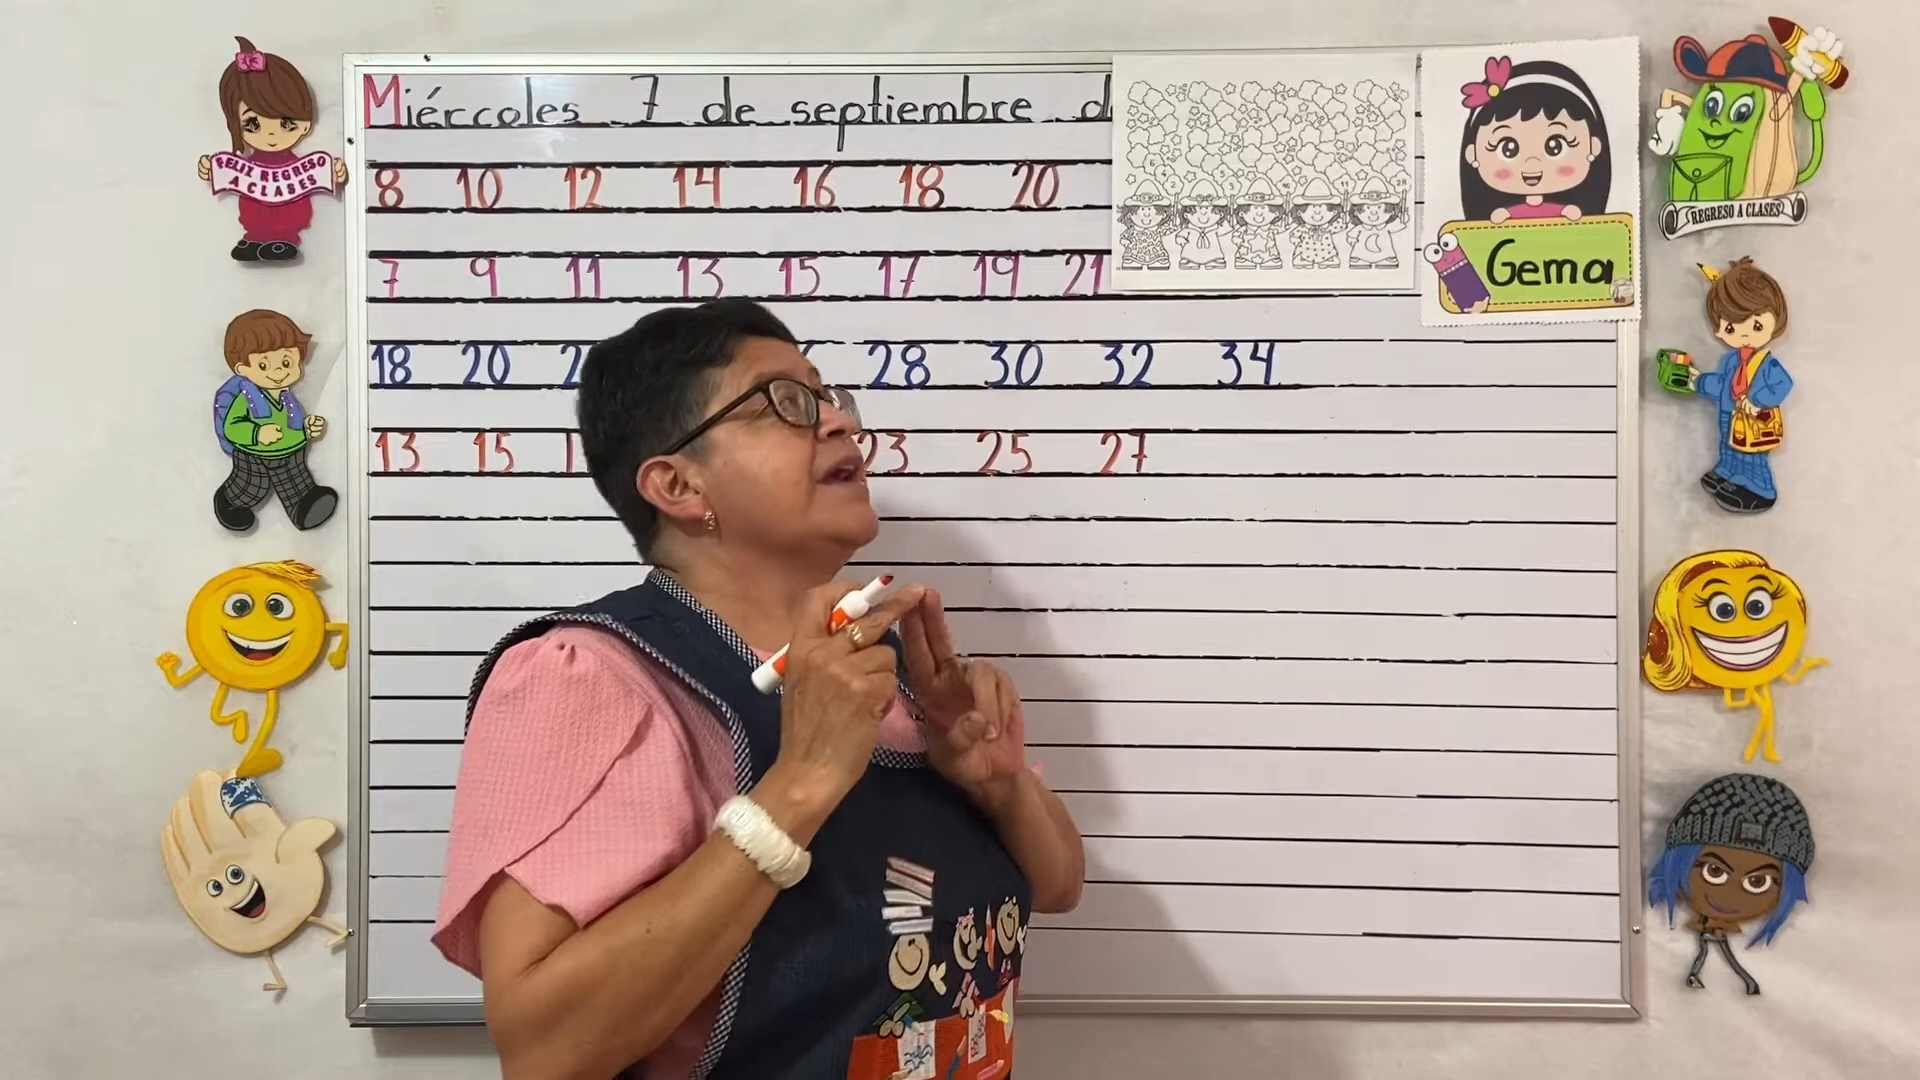 Miércoles 7 de septiembre
8 10 12 14 16 18 20
7 9 11 13 15 17 19 21
18 20 28 30 32 34
13 15 23 25 27
Gema
FELIZ REGRESO
A CLASES
REGRESO A CLASES